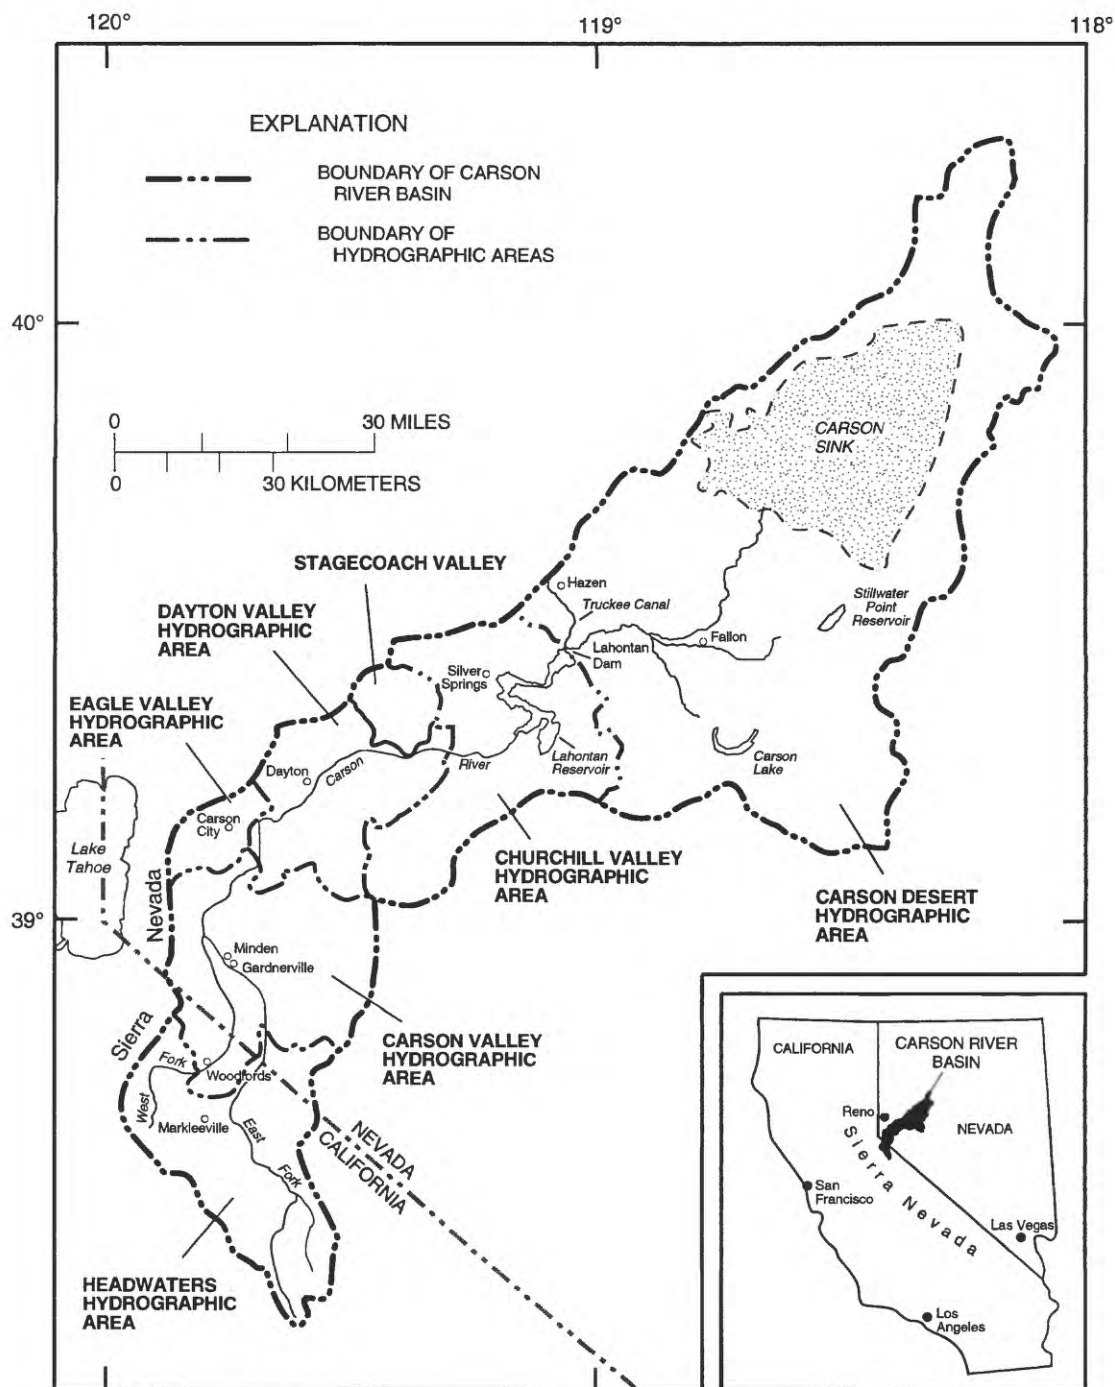 120°
119°
118°
EXPLANATION
BOUNDARY OF CARSON
RIVER BASIN
BOUNDARY OF
HYDROGRAPHIC AREAS
40°
0
30 MILES
0
30 KILOMETERS
CARSON
SINK
STAGECOACH VALLEY
DAYTON VALLEY
HYDROGRAPHIC
AREA
EAGLE VALLEY
HYDROGRAPHIC
AREA
Hazen
Truckee Canal
Stillwater
Point
Reservoir
Fallon
Lahontan
Dam
Silver
Springs
Dayton
Carson
River
Lahontan
Reservoir
Carson
Lake
Carson
City
Lake
Tahoe
CHURCHILL VALLEY
HYDROGRAPHIC
AREA
CARSON DESERT
HYDROGRAPHIC
AREA
39°
Sierra
Nevada
Minden
Gardnerville
CARSON VALLEY
HYDROGRAPHIC
AREA
West
Fork
Woodfords
Markleeville
East
Fork
NEVADA
CALIFORNIA
HEADWATERS
HYDROGRAPHIC
AREA
CALIFORNIA
CARSON RIVER
BASIN
Reno
NEVADA
Sierra Nevada
San
Francisco
Las Vegas
Los
Angeles